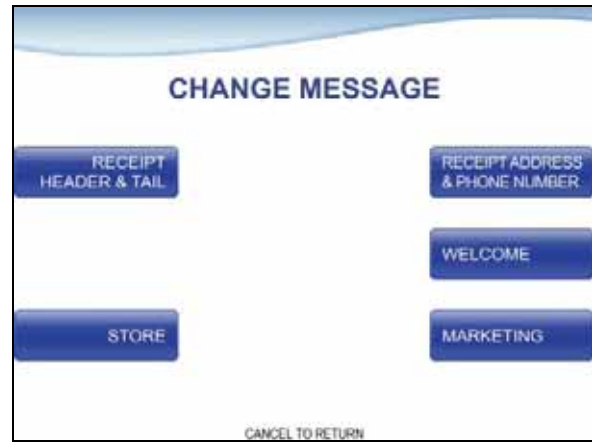 CHANGE MESSAGE
RECEIPT
HEADER & TAIL
RECEIPT ADDRESS
& PHONE NUMBER
WELCOME
STORE
MARKETING
CANCEL TO RETURN